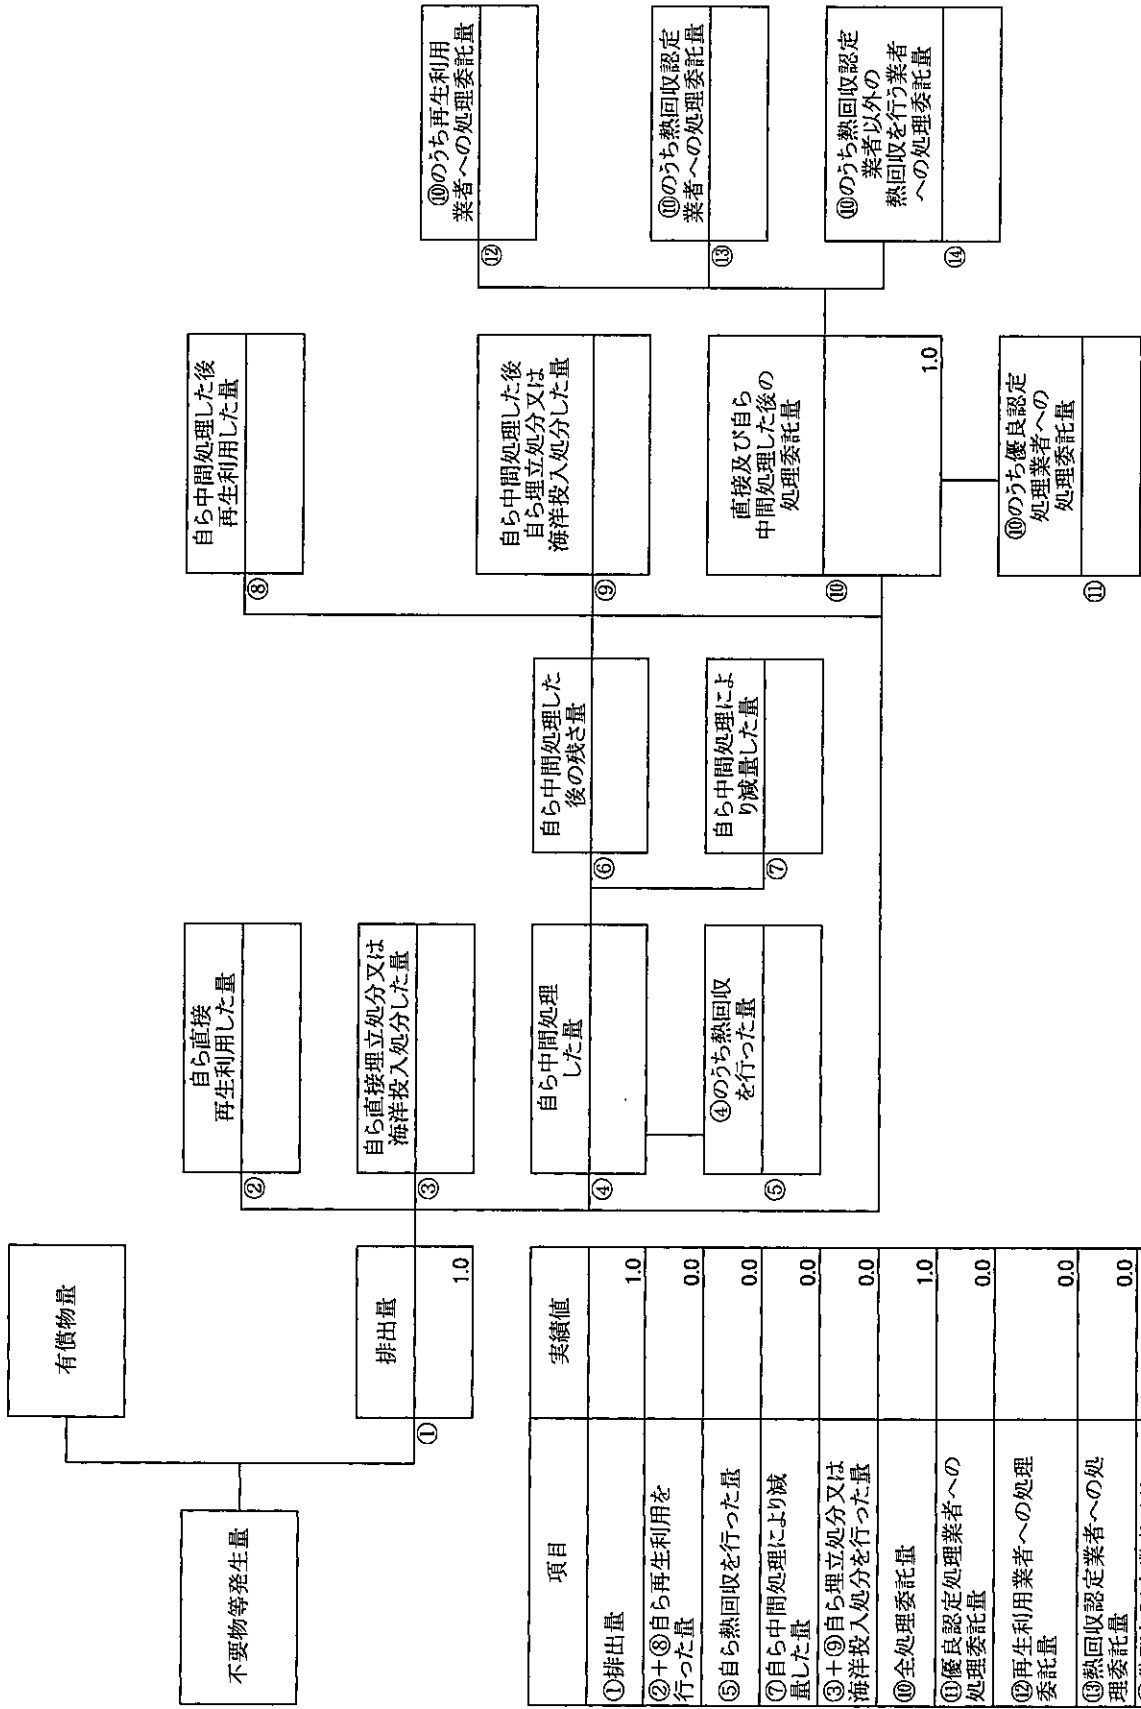 不要物等発生量
有償物量
①
排出量
1.0
②
自ら直接
再生利用した量
③
自ら直接埋立処分又は
海洋投入処分した量
④
自ら中間処理
した量
⑤
④のうち熱回収
を行った量
⑥
自ら中間処理した
後の残さ量
⑦
自ら中間処理によ
り減量した量
⑧
自ら中間処理した後
再生利用した量
⑨
自ら中間処理した後
自ら埋立処分又は
海洋投入処分した量
⑩
直接及び自ら
中間処理した後の
処理委託量
1.0
⑪
⑩のうち優良認定
処理業者への
処理委託量
⑫
⑩のうち再生利用
業者への処理委託量
⑬
⑩のうち熱回収認定
業者への処理委託量
⑭
⑩のうち熱回収認定
業者以外の
熱回収を行う業者
への処理委託量
項目 実績値
①排出量 1.0
②+⑧自ら再生利用を
行った量 0.0
⑤自ら熱回収を行った量 0.0
⑦自ら中間処理により減
量した量 0.0
③+⑨自ら埋立処分又は
海洋投入処分を行った量 0.0
⑩全処理委託量 1.0
⑪優良認定処理業者への
処理委託量 0.0
⑫再生利用業者への処理
委託量 0.0
⑬熱回収認定業者への処
理委託量 0.0